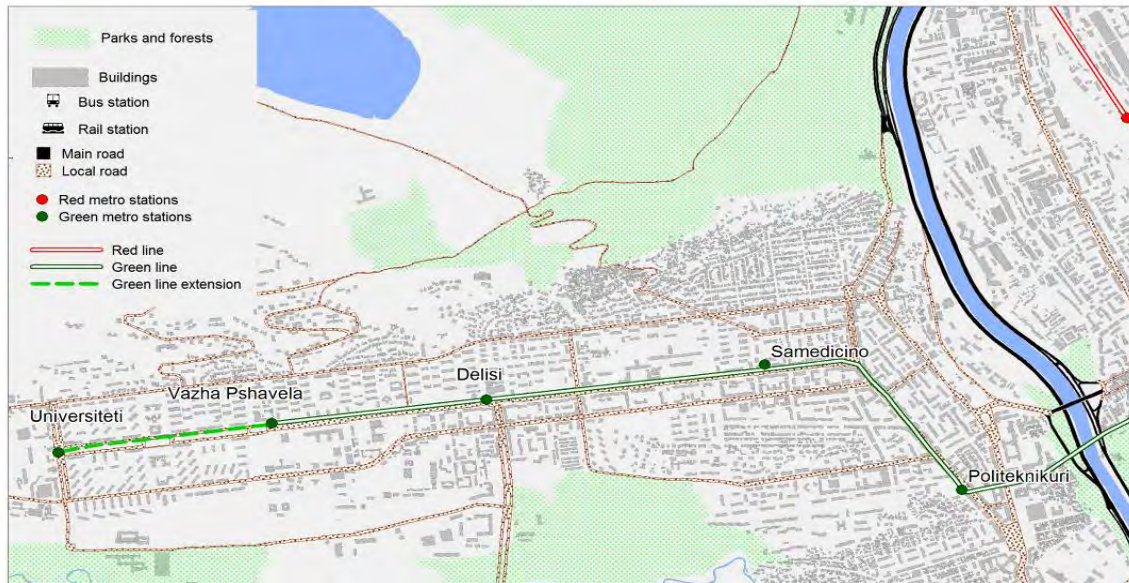 Parks and forests
Buildings
Bus station
Rail station
Main road
Local road
Red metro stations
Green metro stations
Red line
Green line
Green line extension
Samedicino
Delisi
Vazha Pshavela
Universiteti
Politeknikuri